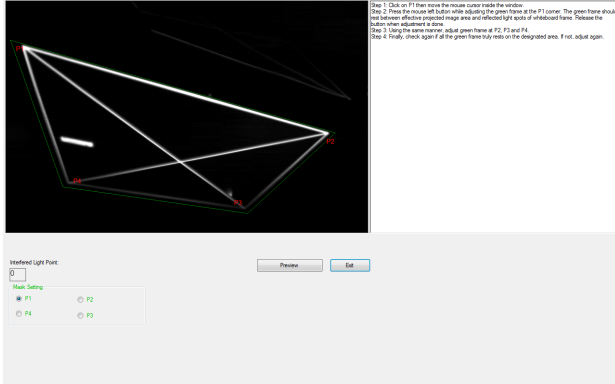 Step 1: Click on P1 then move the mouse cursor inside the window.
Step 2: Press the mouse left button while adjusting the green frame at the P1 corner. The green frame shoul
rest between effective projected image area and reflected light spots of whiteboard frame. Release the
button when adjustment is done.
Step 3: Using the same manner, adjust green frame at P2, P3 and P4.
Step 4: Finally, check again if all the green frame truly rests on the designated area. If not, adjust again.
P1
P2
P4
P3
Interfered Light Point:
0
Preview
Exit
Mask Setting
P1
P2
P4
P3